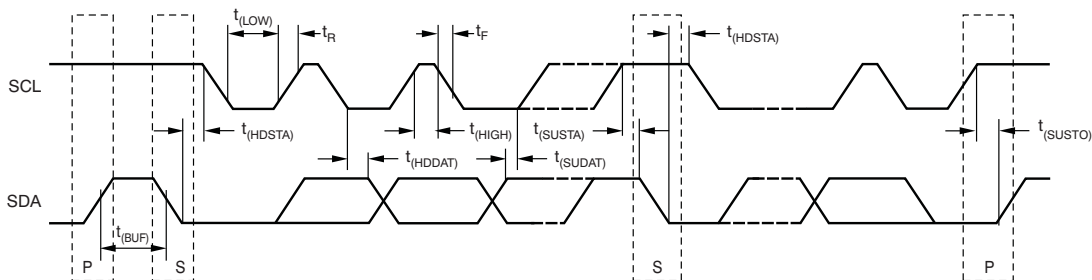 t(LOW)
tR
tF
t(HDSTA)
SCL
t(HDSTA)
t(HIGH)
t(SUSTA)
t(SUSTO)
t(HDDAT)
t(SUDAT)
SDA
t(BUF)
P
S
S
P